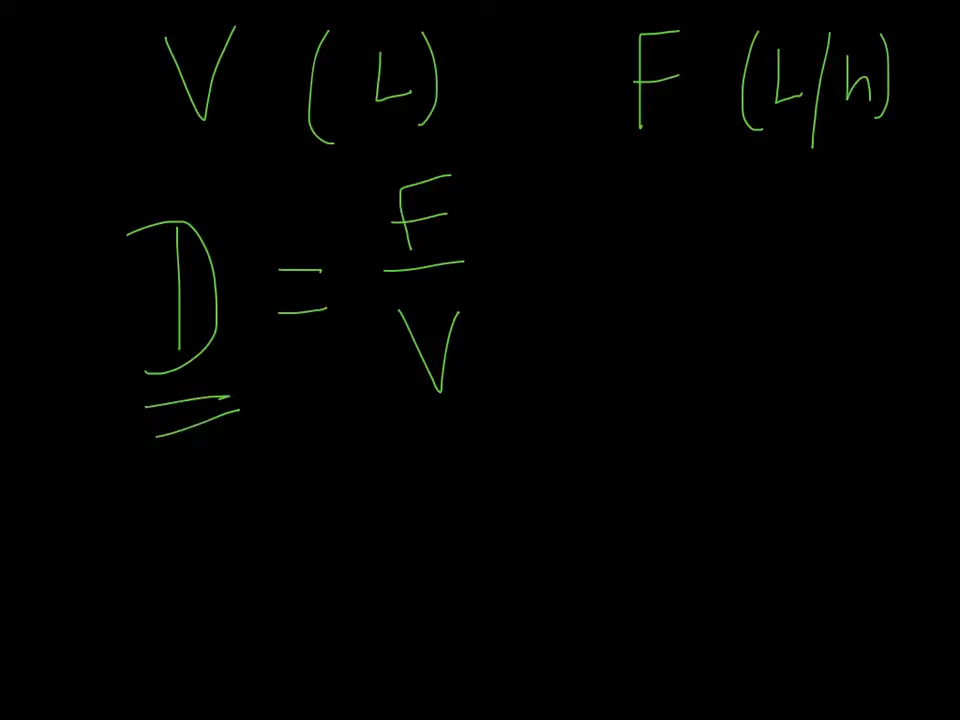 V (L) F (L/h)
D = F/V